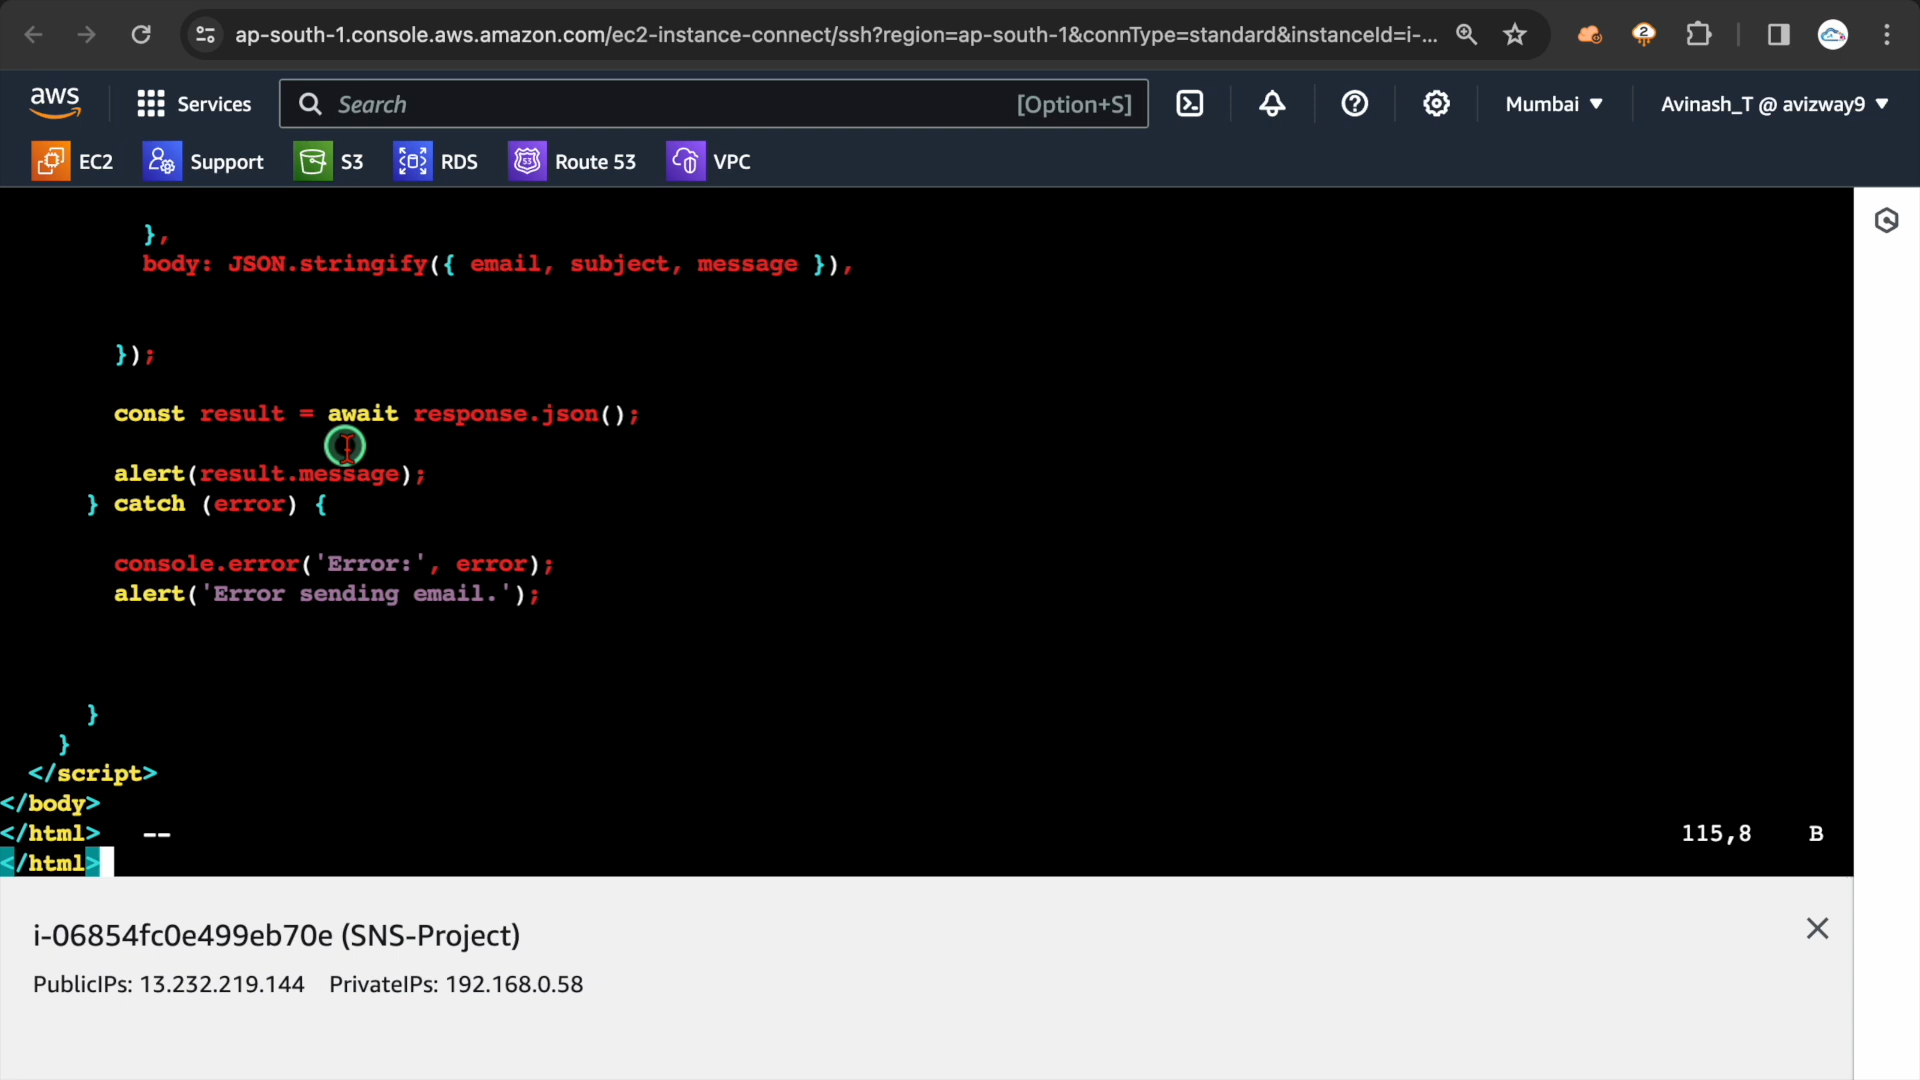 ap-south-1.console.aws.amazon.com/ec2-instance-connect/ssh?region=ap-south-1&connType=standard&instanceId=i-...
2
aws
Services
Search
[Option+S]
Mumbai
Avinash_T @ avizway9
EC2
Support
S3
RDS
53
Route 53
VPC
},
body: JSON.stringify({ email, subject, message }),
});
const result = await response.json();
alert(result.message);
} catch (error) {
console.error('Error:', error);
alert('Error sending email.');
}
}
</script>
</body>
</html> -- 115,8 B
</html>
i-06854fc0e499eb70e (SNS-Project)
PublicIPs: 13.232.219.144 PrivateIPs: 192.168.0.58